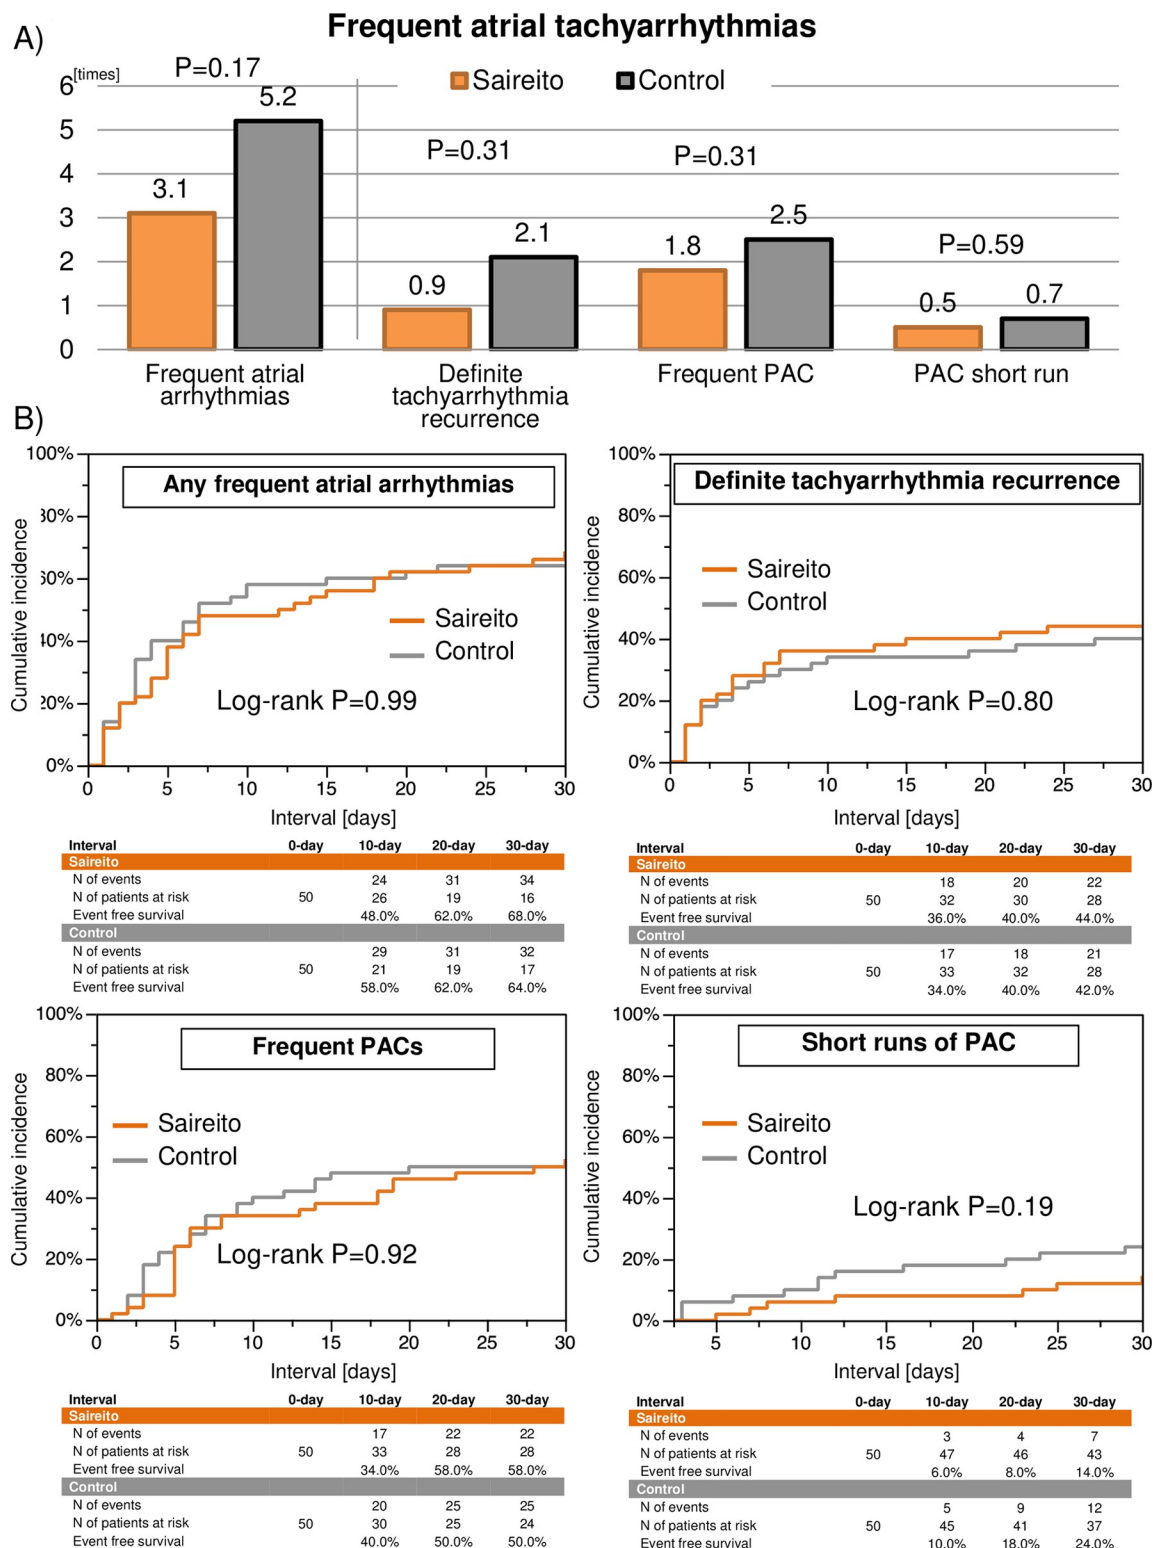 A)
Frequent atrial tachyarrhythmias
[times]
P=0.17
Saireito
Control
6
5
4
3
2
1
0
3.1
5.2
P=0.31
0.9
2.1
P=0.31
1.8
2.5
P=0.59
0.5
0.7
Frequent atrial
arrhythmias
Definite
tachyarrhythmia
recurrence
Frequent PAC
PAC short run
B)
Any frequent atrial arrhythmias
Cumulative incidence
100%
80%
60%
40%
20%
0%
Saireito
Control
Log-rank P=0.99
0 5 10 15 20 25 30
Interval [days]
Interval 0-day 10-day 20-day 30-day
Saireito
N of events 24 31 34
N of patients at risk 50 26 19 16
Event free survival 48.0% 62.0% 68.0%
Control
N of events 29 31 32
N of patients at risk 50 21 19 17
Event free survival 58.0% 62.0% 64.0%
Definite tachyarrhythmia recurrence
Cumulative incidence
100%
80%
60%
40%
20%
0%
Saireito
Control
Log-rank P=0.80
0 5 10 15 20 25 30
Interval [days]
Interval 0-day 10-day 20-day 30-day
Saireito
N of events 18 20 22
N of patients at risk 50 32 30 28
Event free survival 36.0% 40.0% 44.0%
Control
N of events 17 18 21
N of patients at risk 50 33 32 28
Event free survival 34.0% 40.0% 42.0%
Frequent PACs
Cumulative incidence
100%
80%
60%
40%
20%
0%
Saireito
Control
Log-rank P=0.92
0 5 10 15 20 25 30
Interval [days]
Interval 0-day 10-day 20-day 30-day
Saireito
N of events 17 22 22
N of patients at risk 50 33 28 28
Event free survival 34.0% 58.0% 58.0%
Control
N of events 20 25 25
N of patients at risk 50 30 25 24
Event free survival 40.0% 50.0% 50.0%
Short runs of PAC
Cumulative incidence
100%
80%
60%
40%
20%
0%
Saireito
Control
Log-rank P=0.19
5 10 15 20 25 30
Interval [days]
Interval 0-day 10-day 20-day 30-day
Saireito
N of events 3 4 7
N of patients at risk 50 47 46 43
Event free survival 6.0% 8.0% 14.0%
Control
N of events 5 9 12
N of patients at risk 50 45 41 37
Event free survival 10.0% 18.0% 24.0%